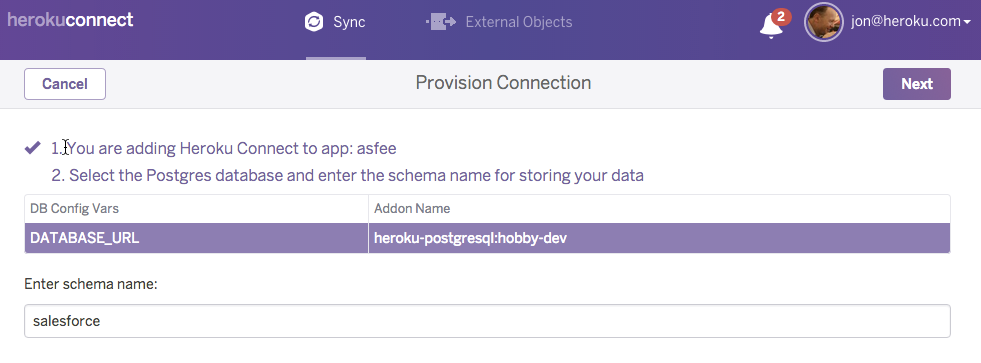 herokuconnect
Sync
External Objects
2
jon@heroku.com
Cancel
Provision Connection
Next
1. You are adding Heroku Connect to app: asfee
2. Select the Postgres database and enter the schema name for storing your data
DB Config Vars Addon Name
DATABASE_URL heroku-postgresql:hobby-dev
Enter schema name:
salesforce